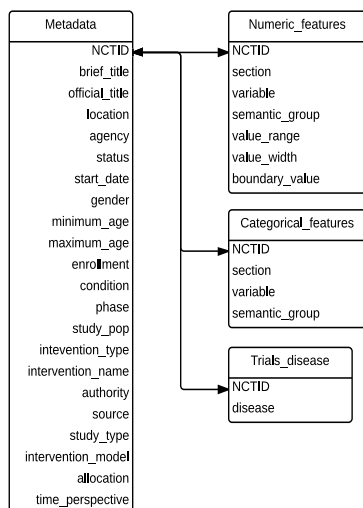 Metadata
NCTID
brief_title
official_title
location
agency
status
start_date
gender
minimum_age
maximum_age
enrollment
condition
phase
study_pop
intevention_type
intervention_name
authority
source
study_type
intervention_model
allocation
time_perspective
Numeric_features
NCTID
section
variable
semantic_group
value_range
value_width
boundary_value
Categorical_features
NCTID
section
variable
semantic_group
Trials_disease
NCTID
disease